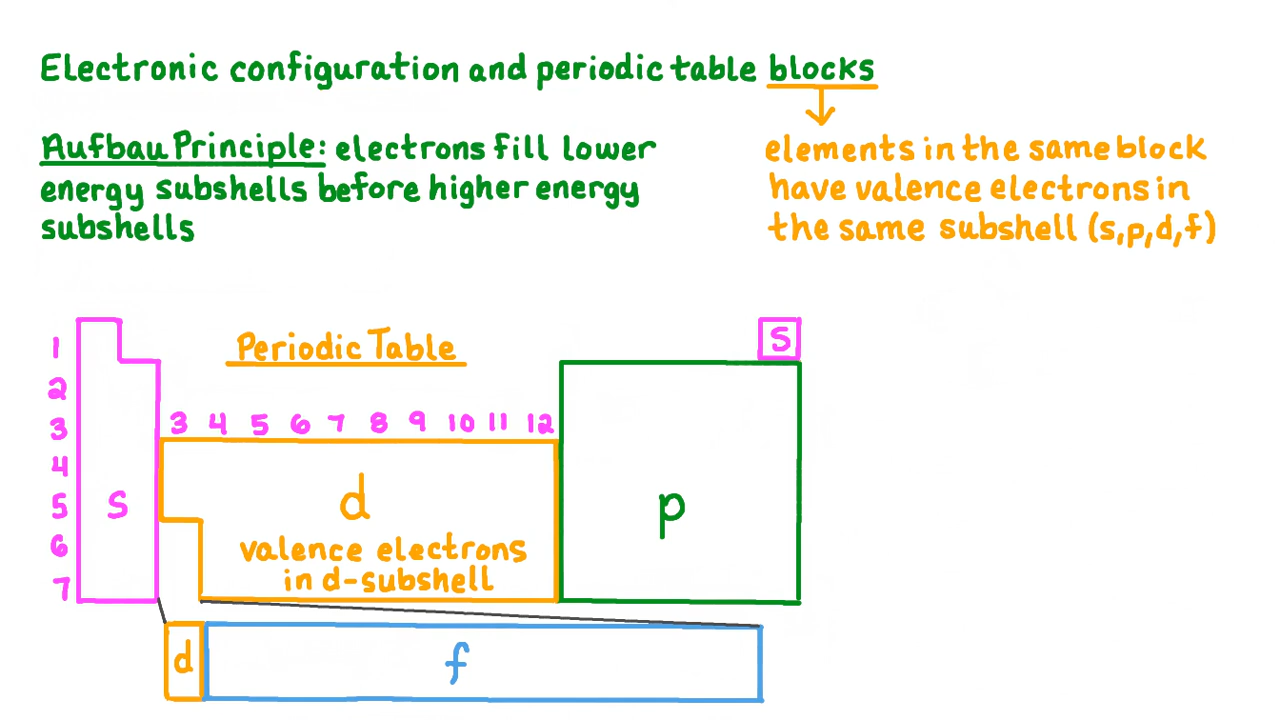 Electronic configuration and periodic table blocks
Aufbau Principle: electrons fill lower
energy subshells before higher energy
subshells
elements in the same block
have valence electrons in
the same subshell (s,p,d,f)
Periodic Table
S
1
2
3
4
5
6
7
3 4 5 6 7 8 9 10 11 12
s
d
valence electrons
in d-subshell
p
d
f